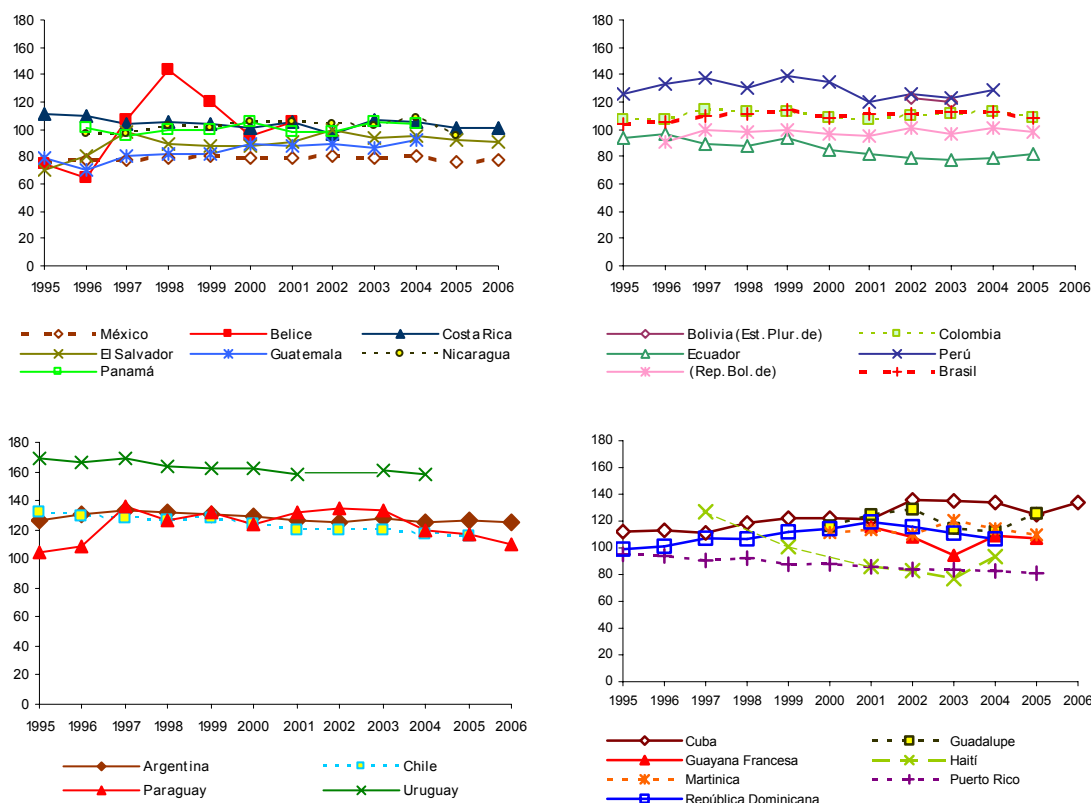 180
160
140
120
100
80
60
40
20
0
1995 1996 1997 1998 1999 2000 2001 2002 2003 2004 2005 2006
México Belice Costa Rica
El Salvador Guatemala Nicaragua
Panamá
180
160
140
120
100
80
60
40
20
0
1995 1996 1997 1998 1999 2000 2001 2002 2003 2004 2005 2006
Bolivia (Est. Plur. de) Colombia
Ecuador Perú
(Rep. Bol. de) Brasil
180
160
140
120
100
80
60
40
20
0
1995 1996 1997 1998 1999 2000 2001 2002 2003 2004 2005 2006
Argentina Chile
Paraguay Uruguay
180
160
140
120
100
80
60
40
20
0
1995 1996 1997 1998 1999 2000 2001 2002 2003 2004 2005 2006
Cuba Guadalupe
Guayana Francesa Haití
Martinica Puerto Rico
República Dominicana